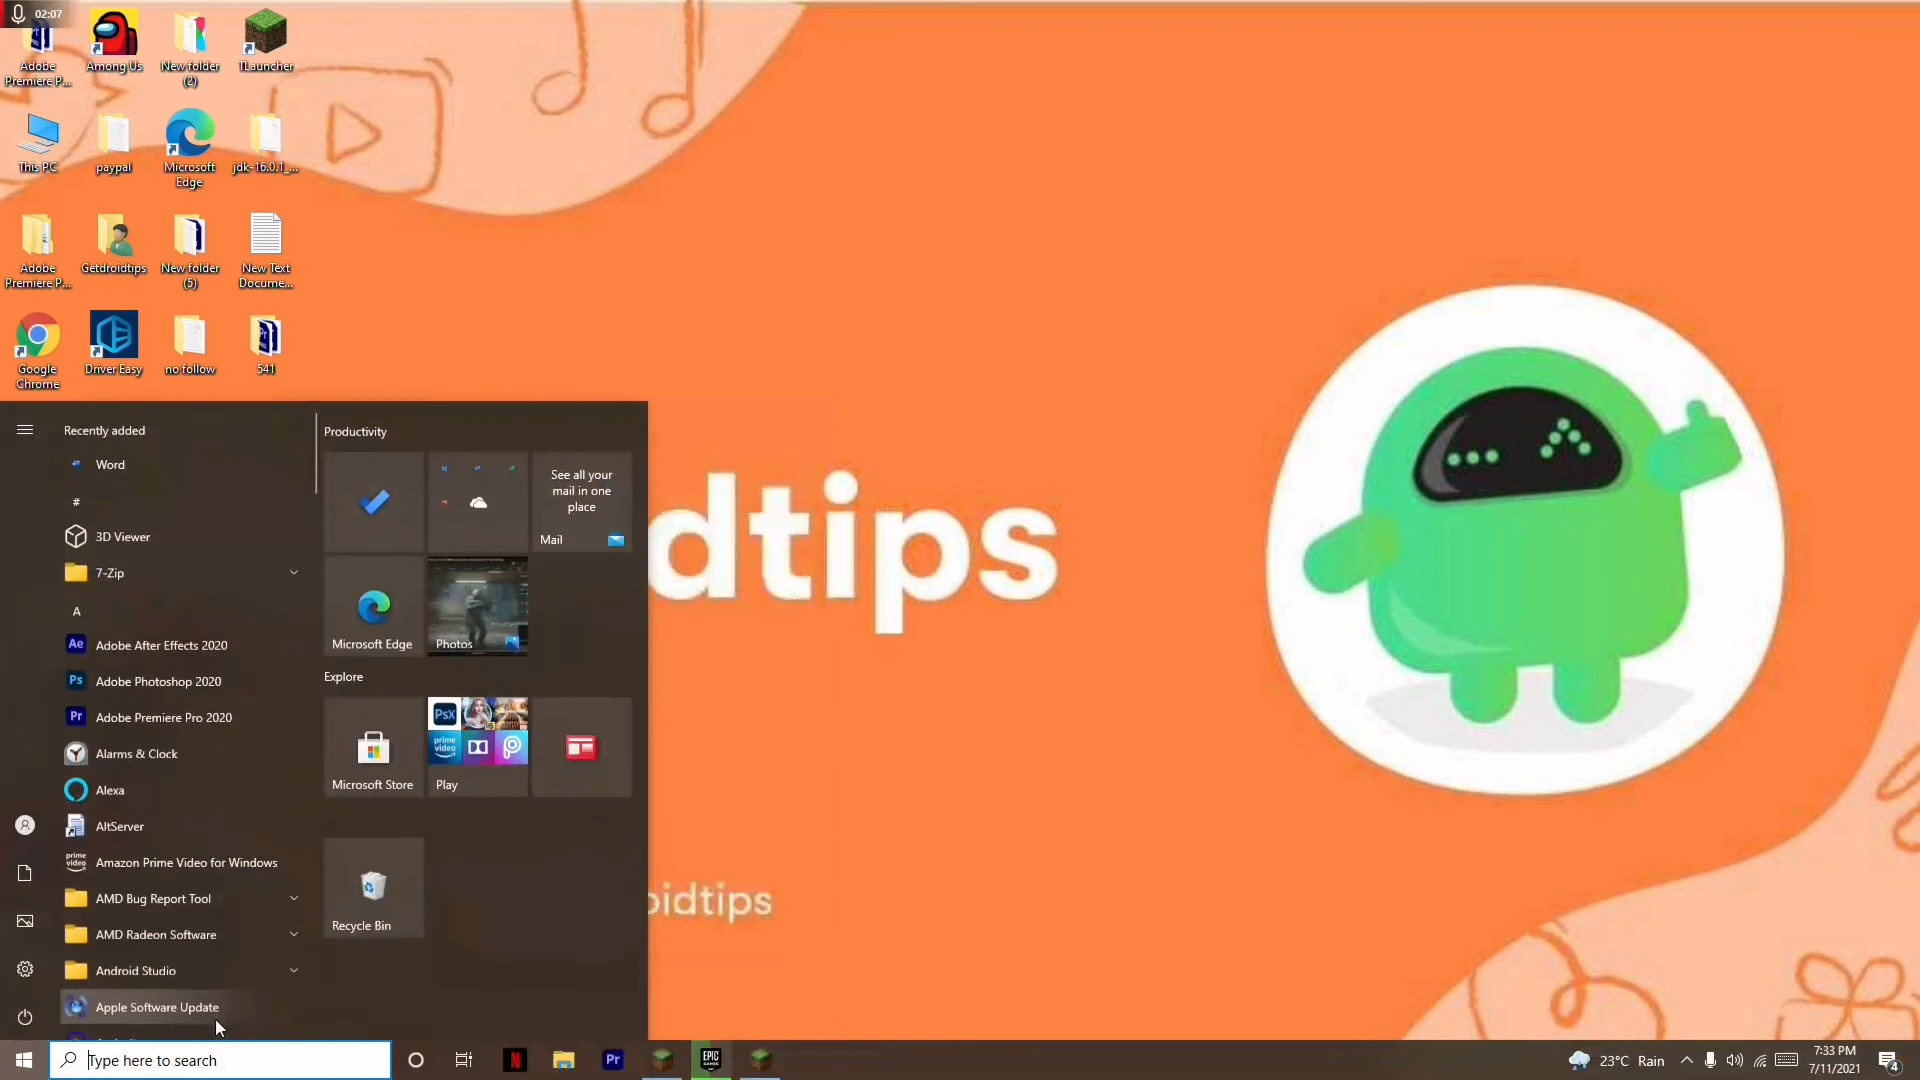 02:07
Adobe
Premiere P...
Among Us
New folder
(2)
TLauncher
This PC
paypal
Microsoft
Edge
jdk-16.0.1_...
Adobe
Premiere P...
Getdroidtips
New folder
(5)
New Text
Docume...
Google
Chrome
Driver Easy
no follow
541
Recently added
Word
#
3D Viewer
7-Zip
A
Adobe After Effects 2020
Adobe Photoshop 2020
Adobe Premiere Pro 2020
Alarms & Clock
Alexa
AltServer
Amazon Prime Video for Windows
AMD Bug Report Tool
AMD Radeon Software
Android Studio
Apple Software Update
Productivity
See all your
mail in one
place
Mail
Microsoft Edge
Photos
Explore
Microsoft Store
Play
Recycle Bin
dtips
oidtips
Type here to search
23°C Rain
7:33 PM
7/11/2021
4